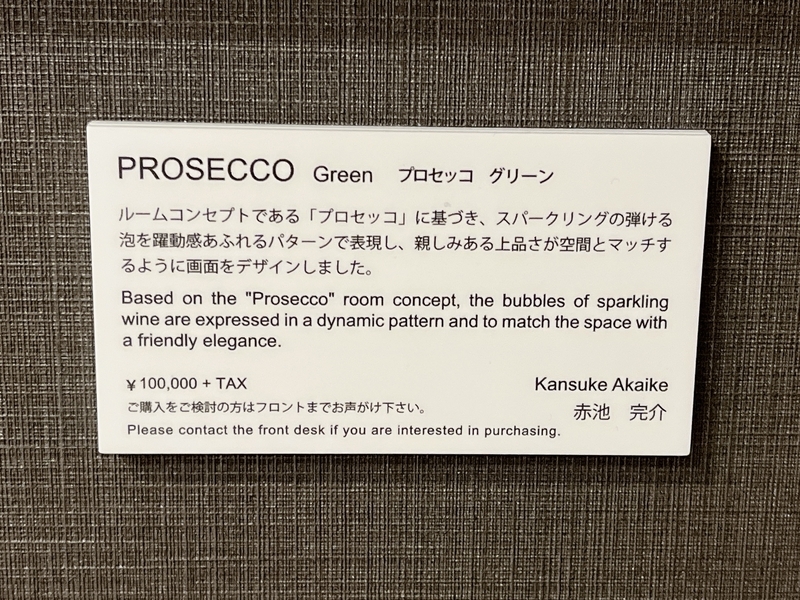 PROSECCO Green プロセッコ グリーン
ルームコンセプトである「プロセッコ」に基づき、スパークリングの弾ける
泡を躍動感あふれるパターンで表現し、親しみある上品さが空間とマッチす
るように画面をデザインしました。
Based on the "Prosecco" room concept, the bubbles of sparkling
wine are expressed in a dynamic pattern and to match the space with
a friendly elegance.
¥100,000 + TAX
Kansuke Akaike
ご購入をご検討の方はフロントまでお声がけ下さい。
赤池 完介
Please contact the front desk if you are interested in purchasing.